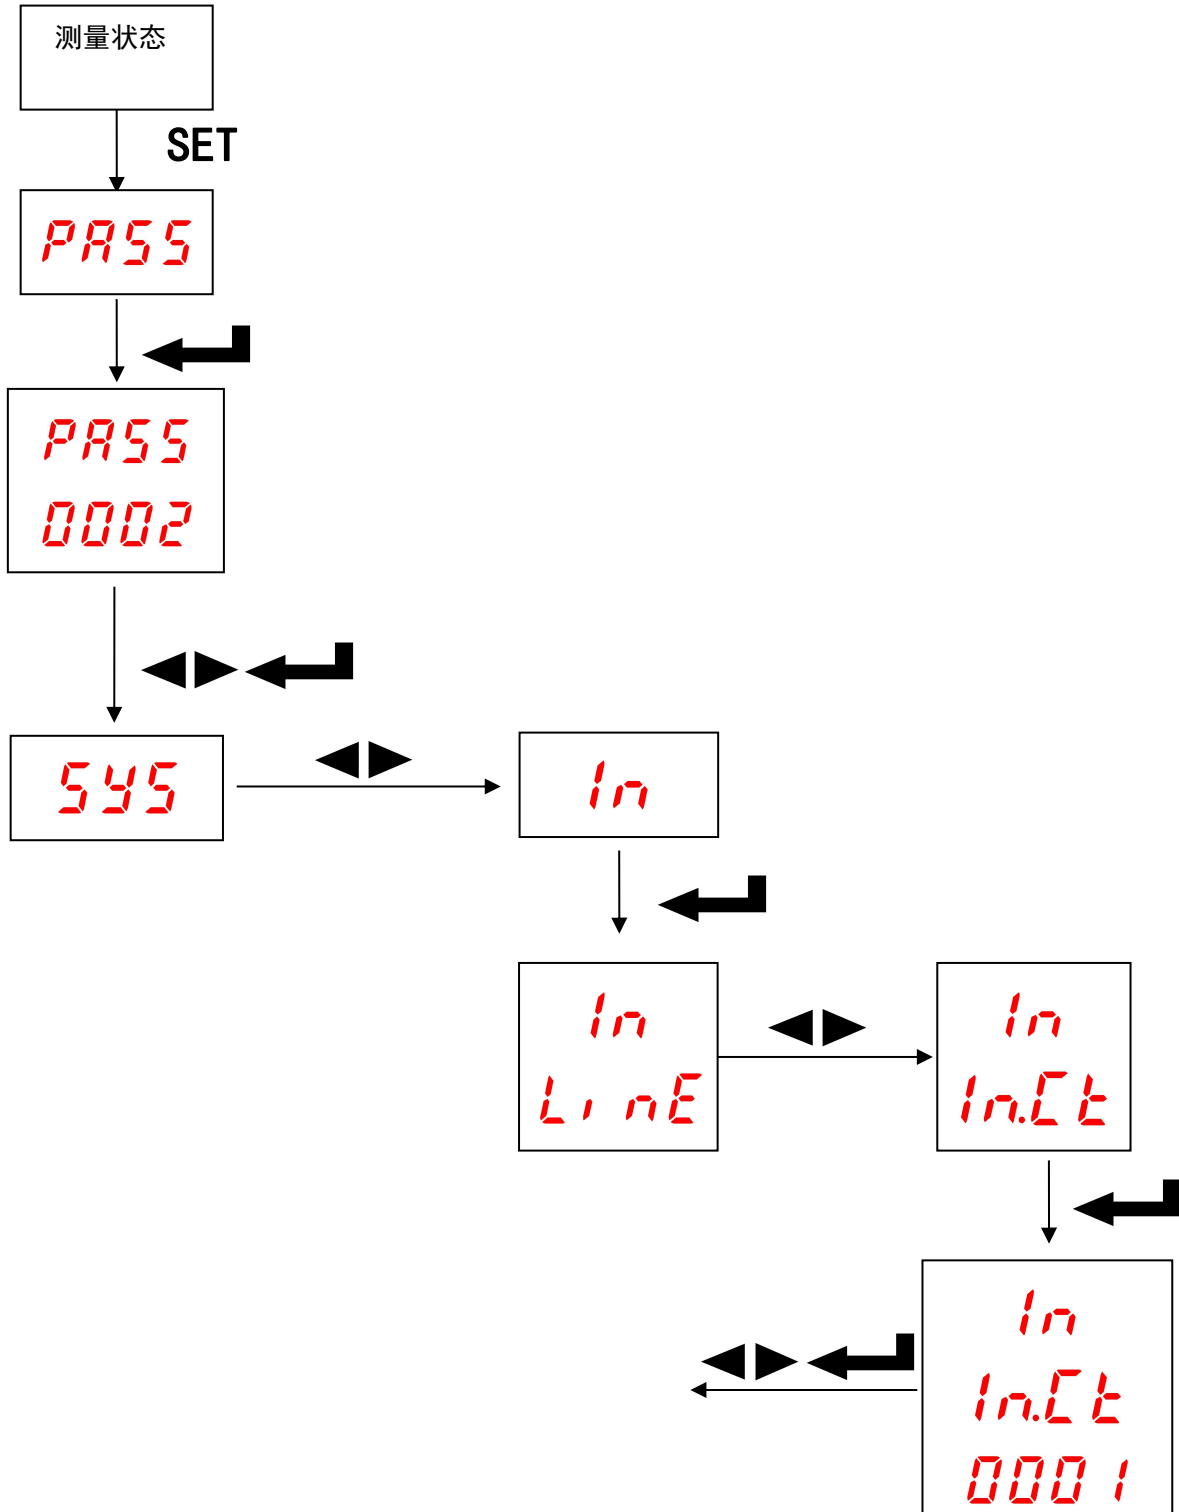 测量状态
SET
PASS
PASS
0002
SYS
In
In
LinE
In
In.Ct
In
In.Ct
0001